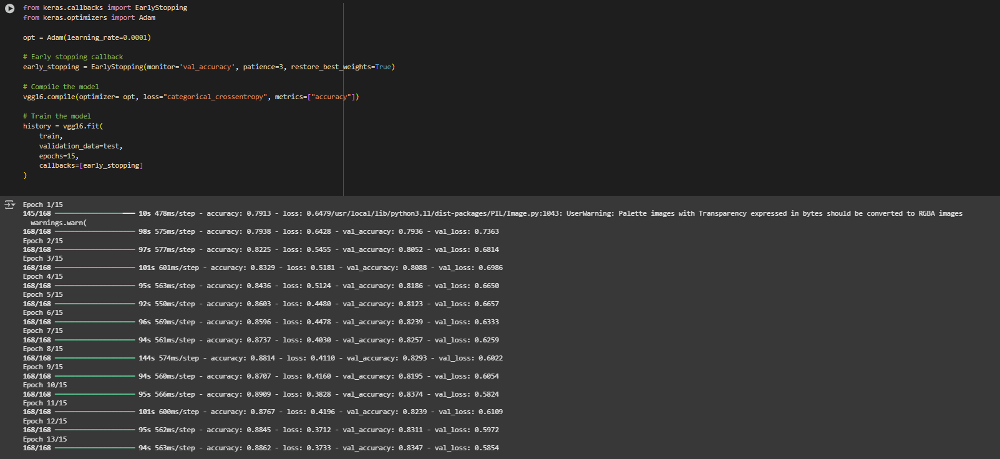 from keras.callbacks import EarlyStopping
from keras.optimizers import Adam
opt = Adam(learning_rate=0.0001)
# Early stopping callback
early_stopping = EarlyStopping(monitor='val_accuracy', patience=3, restore_best_weights=True)
# Compile the model
vgg16.compile(optimizer= opt, loss="categorical_crossentropy", metrics=["accuracy"])
# Train the model
history = vgg16.fit(
    train,
    validation_data=test,
    epochs=15,
    callbacks=[early_stopping]
)
Epoch 1/15
145/168 10s 478ms/step - accuracy: 0.7913 - loss: 0.6479/usr/local/lib/python3.11/dist-packages/PIL/Image.py:1043: UserWarning: Palette images with Transparency expressed in bytes should be converted to RGBA images
  warnings.warn(
168/168 98s 575ms/step - accuracy: 0.7938 - loss: 0.6428 - val_accuracy: 0.7936 - val_loss: 0.7363
Epoch 2/15
168/168 97s 577ms/step - accuracy: 0.8225 - loss: 0.5455 - val_accuracy: 0.8052 - val_loss: 0.6814
Epoch 3/15
168/168 101s 601ms/step - accuracy: 0.8329 - loss: 0.5181 - val_accuracy: 0.8088 - val_loss: 0.6986
Epoch 4/15
168/168 95s 563ms/step - accuracy: 0.8436 - loss: 0.5124 - val_accuracy: 0.8186 - val_loss: 0.6650
Epoch 5/15
168/168 92s 550ms/step - accuracy: 0.8603 - loss: 0.4480 - val_accuracy: 0.8123 - val_loss: 0.6657
Epoch 6/15
168/168 96s 569ms/step - accuracy: 0.8596 - loss: 0.4478 - val_accuracy: 0.8239 - val_loss: 0.6333
Epoch 7/15
168/168 94s 561ms/step - accuracy: 0.8737 - loss: 0.4030 - val_accuracy: 0.8257 - val_loss: 0.6259
Epoch 8/15
168/168 144s 574ms/step - accuracy: 0.8814 - loss: 0.4110 - val_accuracy: 0.8293 - val_loss: 0.6022
Epoch 9/15
168/168 94s 560ms/step - accuracy: 0.8707 - loss: 0.4160 - val_accuracy: 0.8195 - val_loss: 0.6054
Epoch 10/15
168/168 95s 566ms/step - accuracy: 0.8909 - loss: 0.3828 - val_accuracy: 0.8374 - val_loss: 0.5824
Epoch 11/15
168/168 101s 600ms/step - accuracy: 0.8767 - loss: 0.4196 - val_accuracy: 0.8239 - val_loss: 0.6109
Epoch 12/15
168/168 95s 562ms/step - accuracy: 0.8845 - loss: 0.3712 - val_accuracy: 0.8311 - val_loss: 0.5972
Epoch 13/15
168/168 94s 563ms/step - accuracy: 0.8862 - loss: 0.3733 - val_accuracy: 0.8347 - val_loss: 0.5854